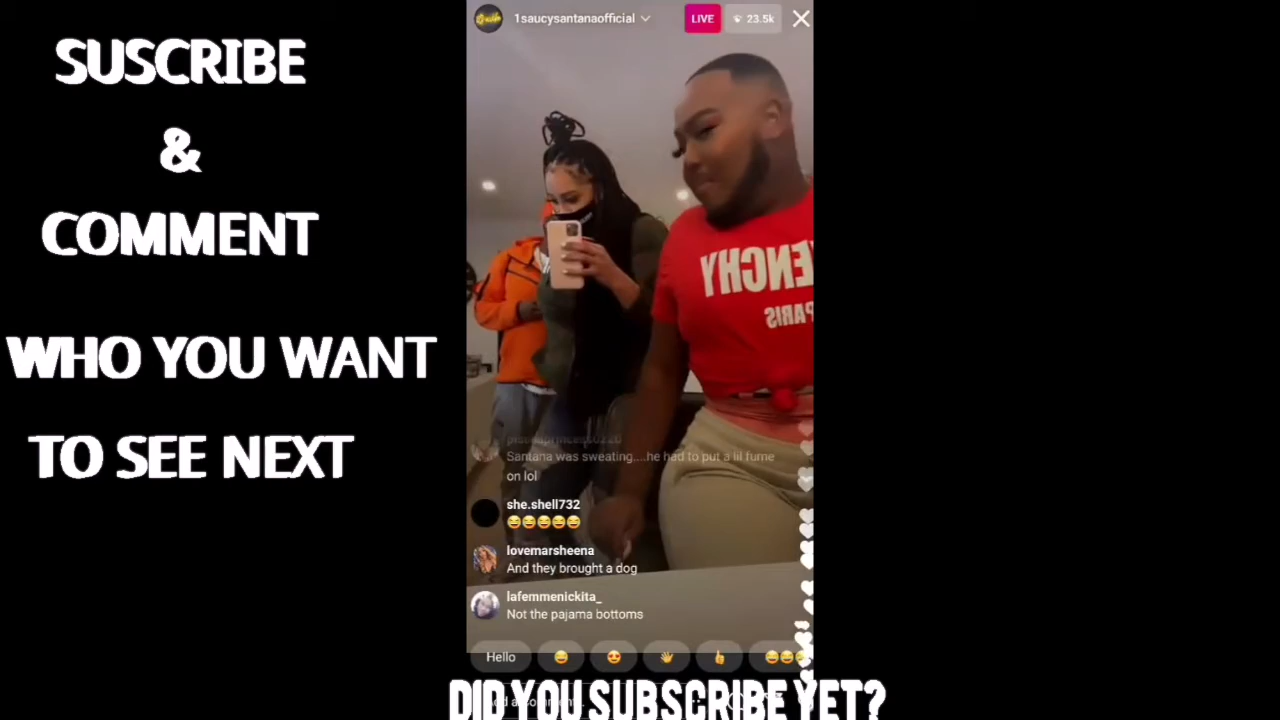 SUSCRIBE
&
COMMENT
WHO YOU WANT
TO SEE NEXT
1saucysantanaofficial
LIVE
23.5k
ENCHY
PARIS
Santana was sweating....he had to put a lil fume
on lol
she.shell732
😂😂😂😂😂
lovemarsheena
And they brought a dog
lafemmenickita_
Not the pajama bottoms
Hello
DID YOU SUBSCRIBE YET?